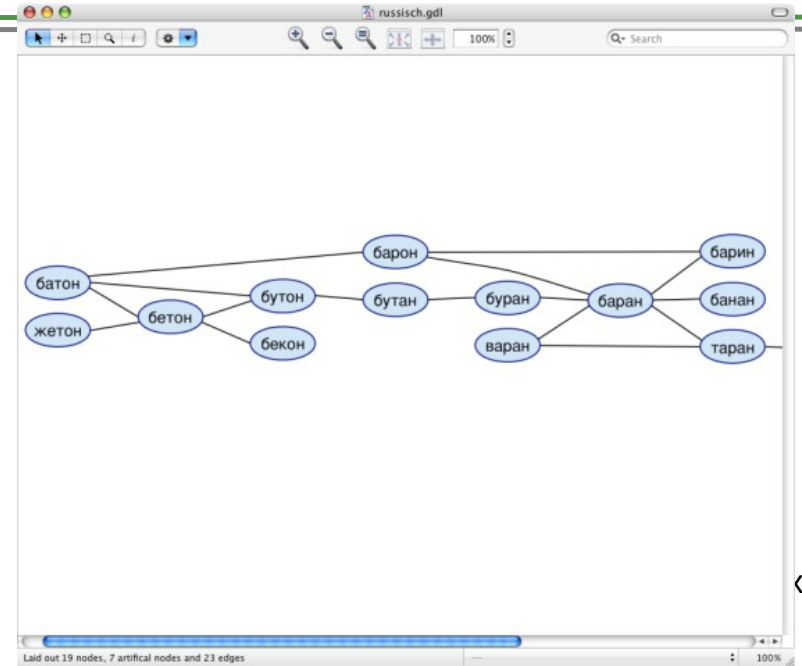 russisch.gdl
100%
Search
барон
барин
батон
бутон
бутан
буран
баран
банан
жетон
бетон
бекон
варан
таран
Laid out 19 nodes, 7 artifical nodes and 23 edges
100%